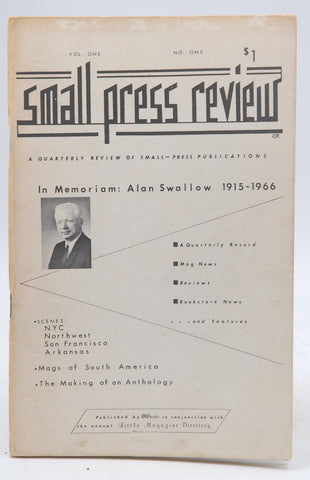 VOL. ONE NO. ONE $1
small press review
A QUARTERLY REVIEW OF SMALL—PRESS PUBLICATIONS
In Memoriam: Alan Swallow 1915-1966
A Quarterly Record
Mag News
Reviews
Bookstore News
. . .and Features
•SCENES:
NYC
Northwest
San Francisco
Arkansas
•Mags of South America
•The Making of an Anthology
Published by in conjunction with
the annual Little Magazine Directory.